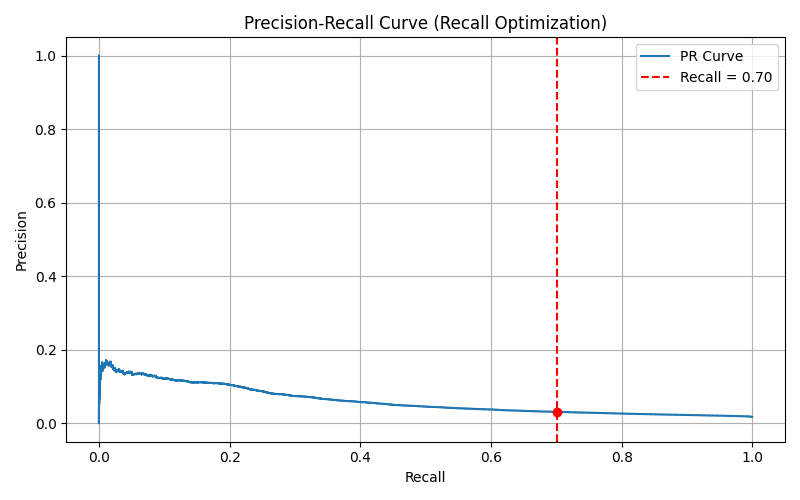 Precision-Recall Curve (Recall Optimization)
PR Curve
Recall = 0.70
Precision
1.0
0.8
0.6
0.4
0.2
0.0
0.0 0.2 0.4 0.6 0.8 1.0
Recall